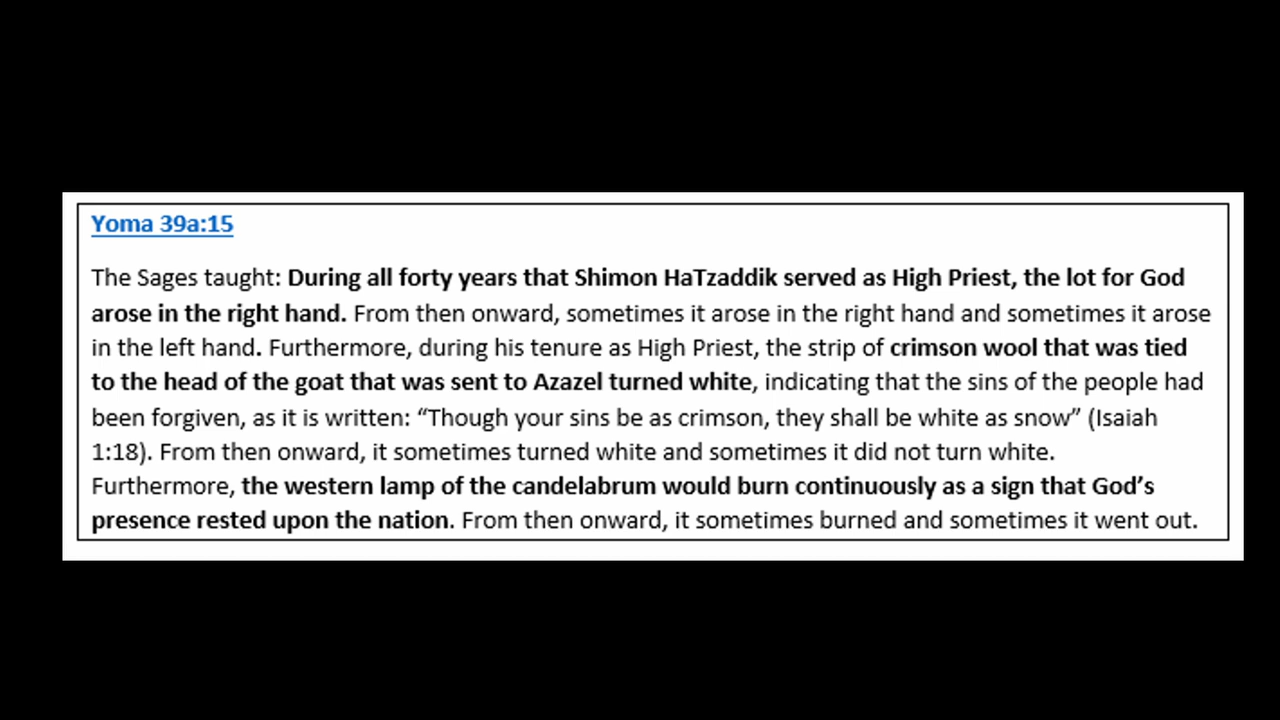 Yoma 39a:15
The Sages taught: During all forty years that Shimon HaTzaddik served as High Priest, the lot for God
arose in the right hand. From then onward, sometimes it arose in the right hand and sometimes it arose
in the left hand. Furthermore, during his tenure as High Priest, the strip of crimson wool that was tied
to the head of the goat that was sent to Azazel turned white, indicating that the sins of the people had
been forgiven, as it is written: “Though your sins be as crimson, they shall be white as snow” (Isaiah
1:18). From then onward, it sometimes turned white and sometimes it did not turn white.
Furthermore, the western lamp of the candelabrum would burn continuously as a sign that God’s
presence rested upon the nation. From then onward, it sometimes burned and sometimes it went out.